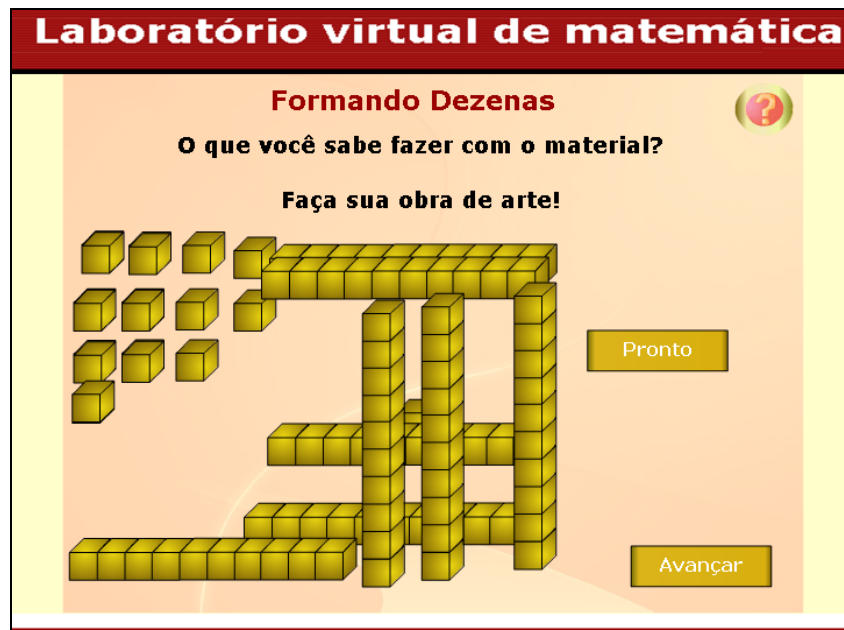 Laboratório virtual de matemática
Formando Dezenas
?
O que você sabe fazer com o material?
Faça sua obra de arte!
Pronto
Avançar